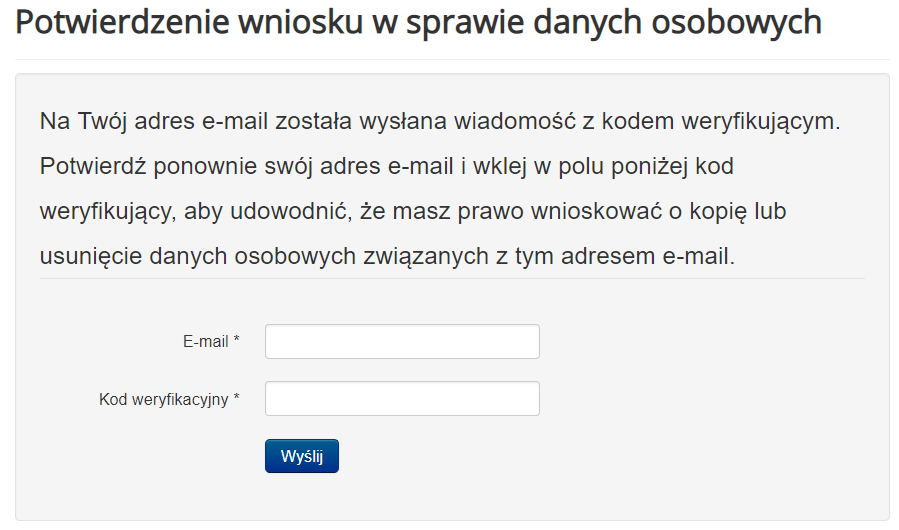 Potwierdzenie wniosku w sprawie danych osobowych
Na Twój adres e-mail została wysłana wiadomość z kodem weryfikującym.
Potwierdź ponownie swój adres e-mail i wklej w polu poniżej kod
weryfikujący, aby udowodnić, że masz prawo wnioskować o kopię lub
usunięcie danych osobowych związanych z tym adresem e-mail.
E-mail *
Kod weryfikacyjny *
Wyślij